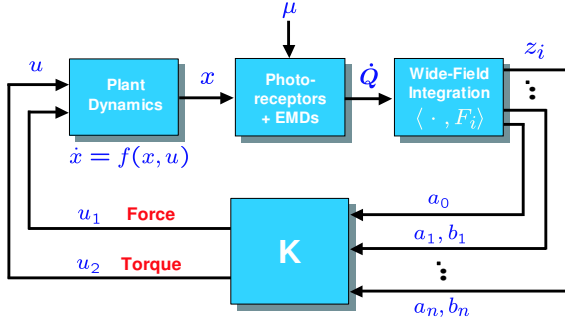 μ
u
Plant
Dynamics
x
Photo-
receptors
+ EMDs
Q̇
Wide-Field
Integration
⟨ · , F_i⟩
z_i
ẋ = f(x, u)
u_1 Force
u_2 Torque
K
a_0
a_1, b_1
a_n, b_n